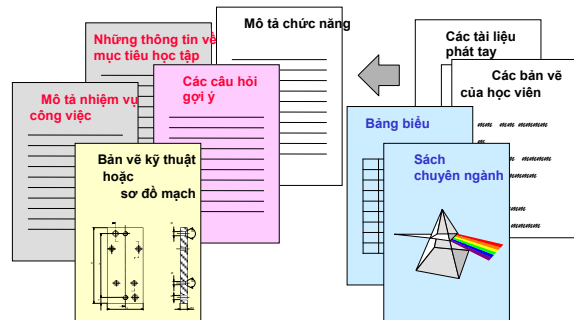 Những thông tin về
mục tiêu học tập
Mô tả chức năng
Các câu hỏi
gợi ý
Mô tả nhiệm vụ
công việc
Bản vẽ kỹ thuật
hoặc
sơ đồ mạch
Các tài liệu
phát tay
Các bản vẽ
của học viên
Bảng biểu
Sách
chuyên ngành